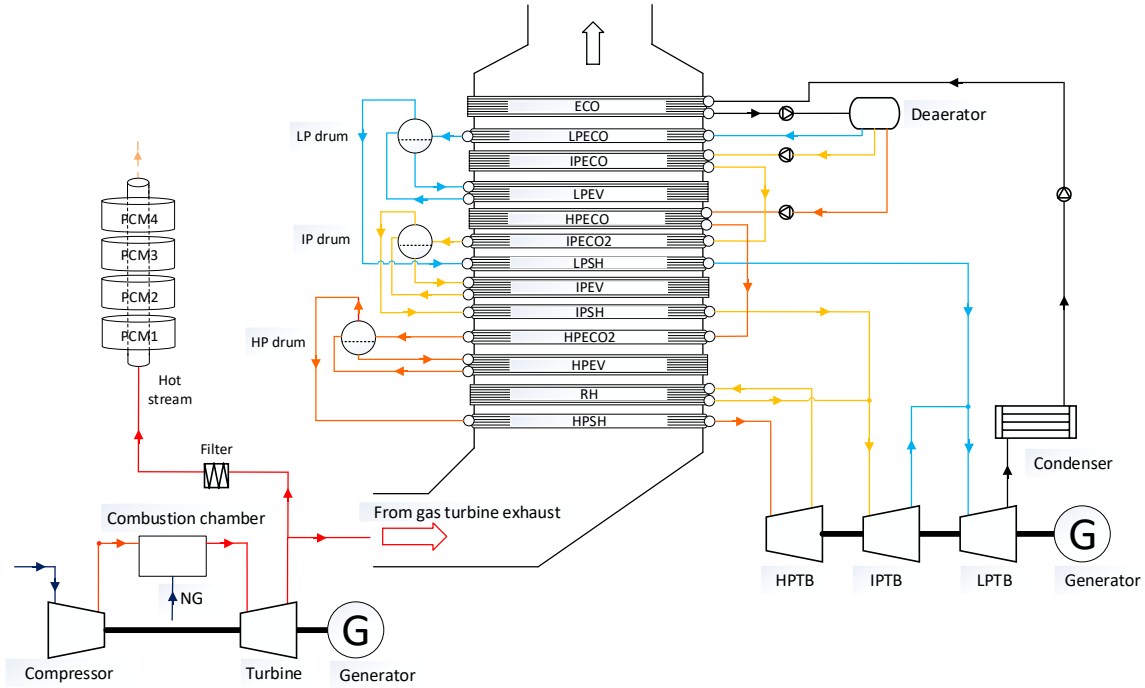 ECO
Deaerator
LP drum
LPECO
IPECO
LPEV
PCM4
HPECO
IP drum
IPECO2
PCM3
LPSH
IPEV
PCM2
IPSH
PCM1
HP drum
HPECO2
HPEV
Hot
stream
RH
HPSH
Filter
Condenser
From gas turbine exhaust
Combustion chamber
G
HPTB
IPTB
LPTB
Generator
NG
G
Compressor
Turbine
Generator